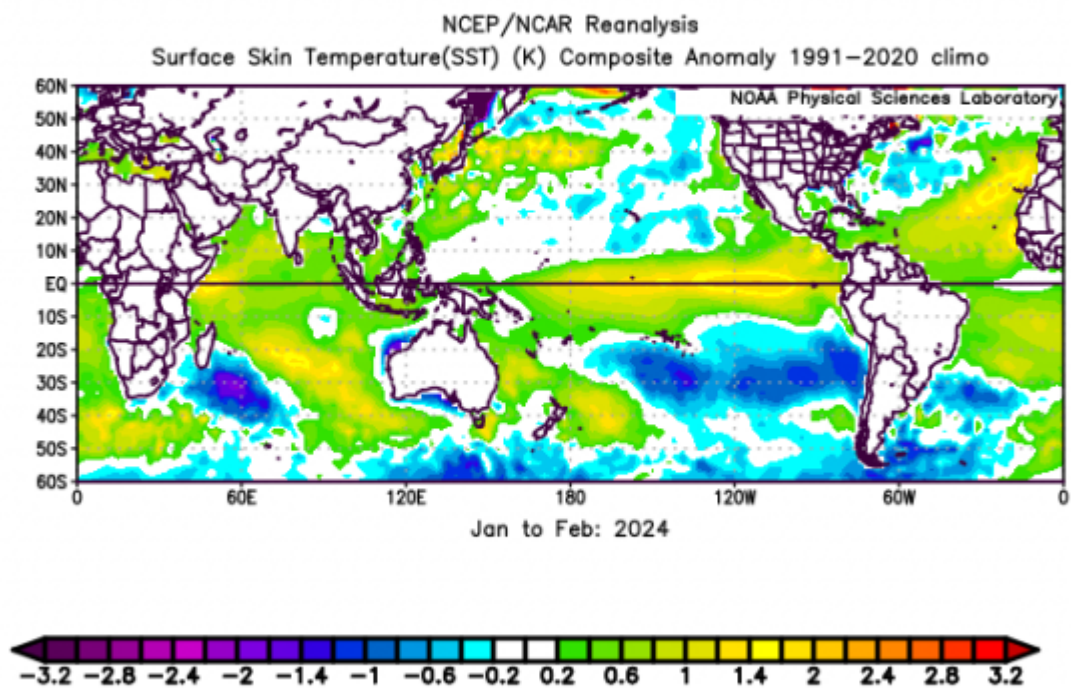 NCEP/NCAR Reanalysis
Surface Skin Temperature(SST) (K) Composite Anomaly 1991−2020 climo
NOAA Physical Sciences Laboratory
60N
50N
40N
30N
20N
10N
EQ
10S
20S
30S
40S
50S
60S
0 60E 120E 180 120W 60W 0
Jan to Feb: 2024
−3.2 −2.8 −2.4 −2 −1.4 −1 −0.6 −0.2 0.2 0.6 1 1.4 2 2.4 2.8 3.2